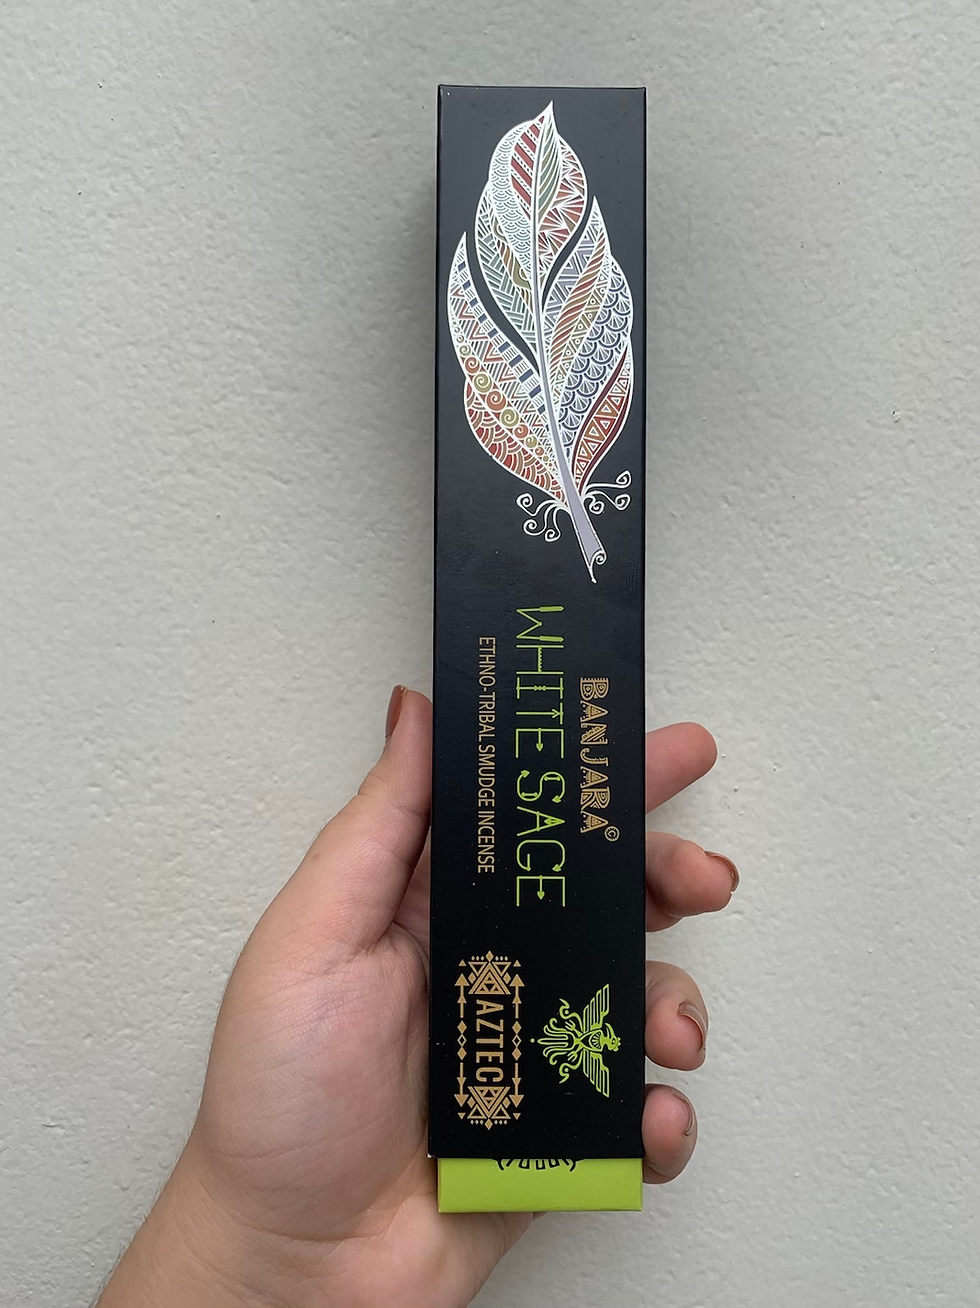 BANJARA©
WHITE SAGE
ETHNO-TRIBAL SMUDGE INCENSE
AZTEC